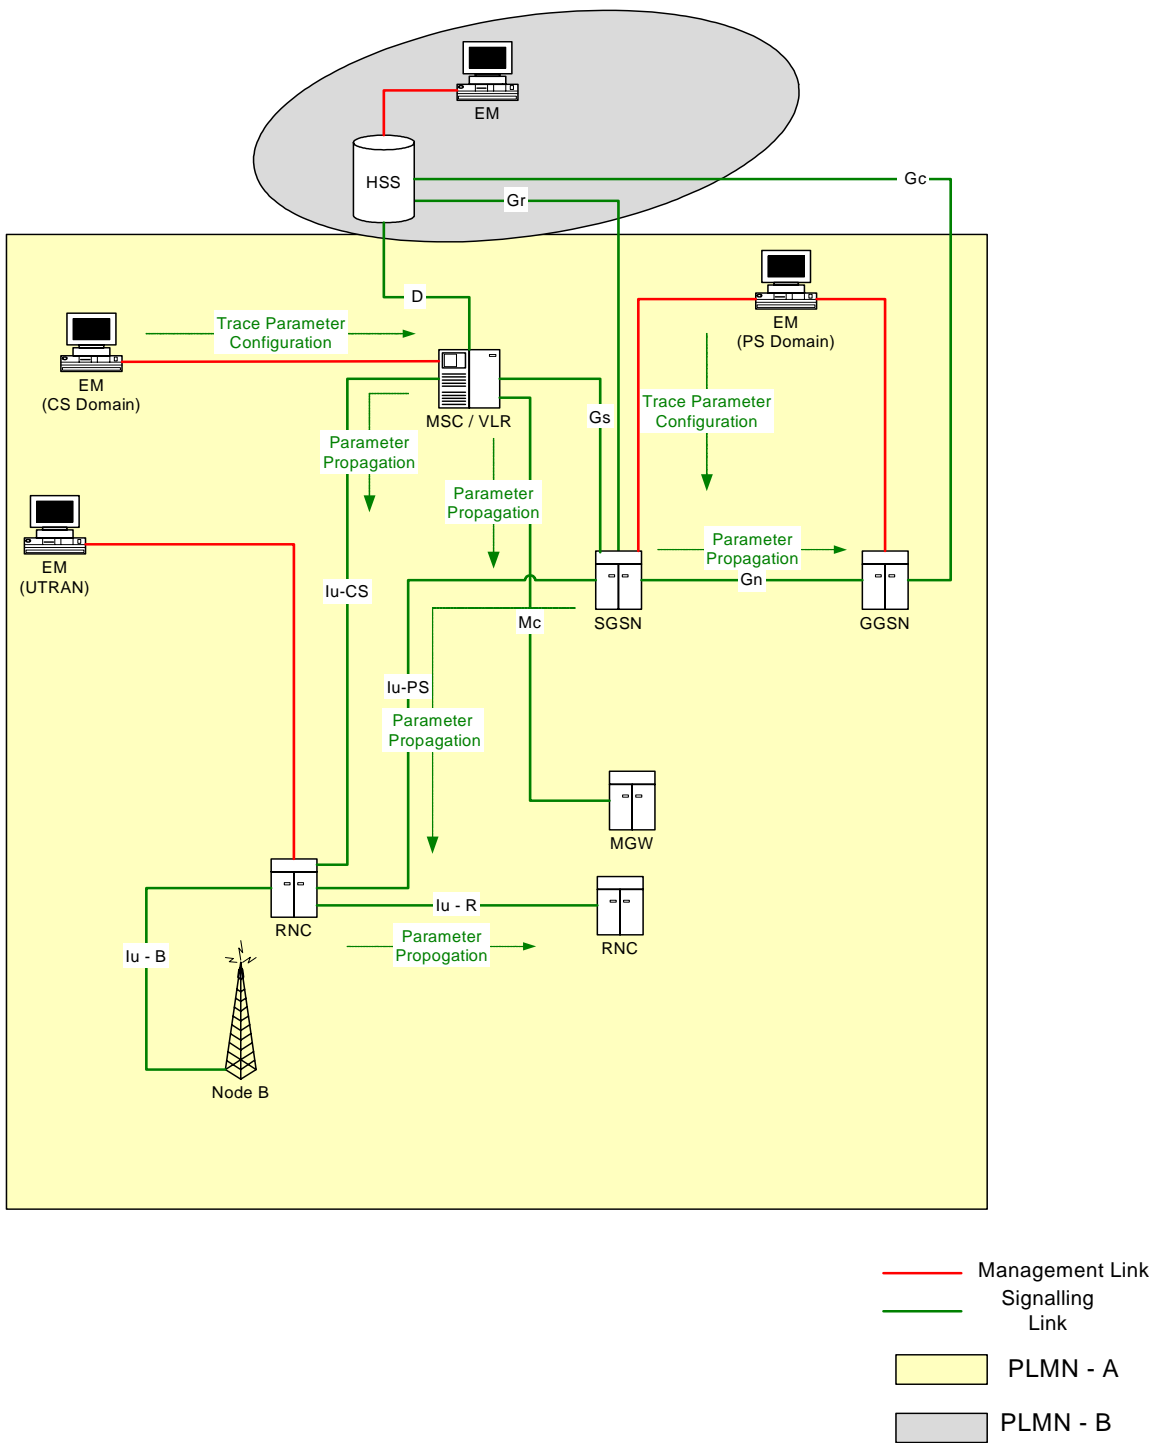 EM
HSS
Gc
Gr
D
EM
(PS Domain)
Trace Parameter
Configuration
EM
(CS Domain)
MSC / VLR
Gs
Trace Parameter
Configuration
Parameter
Propagation
Parameter
Propagation
EM
(UTRAN)
Parameter
Propagation
Gn
Iu-CS
SGSN
GGSN
Mc
Iu-PS
Parameter
Propagation
MGW
RNC
Iu - R
RNC
Parameter
Propogation
Iu - B
Node B
Management Link
Signalling
Link
PLMN - A
PLMN - B